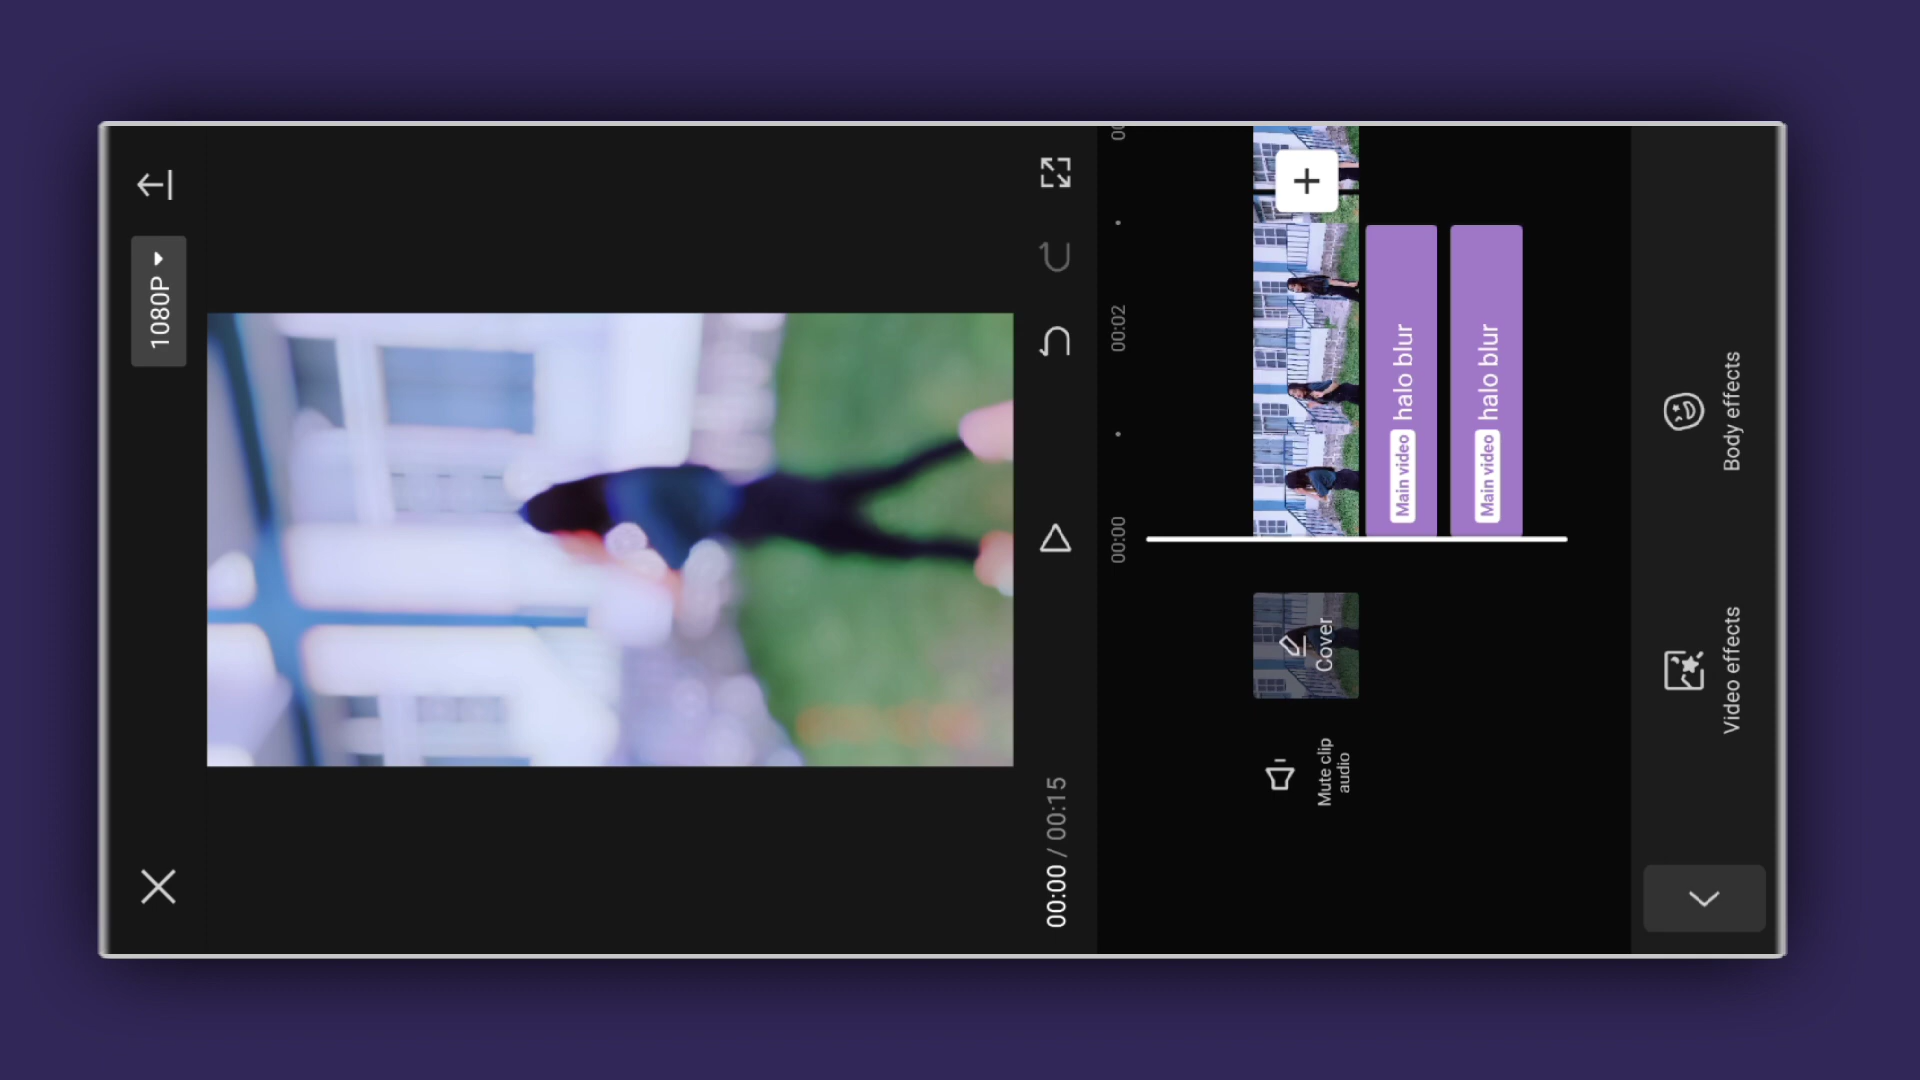 1080P
00:00 / 00:15
00:00
00:02
00
Mute clip
audio
Cover
Main video halo blur
Main video halo blur
Video effects
Body effects